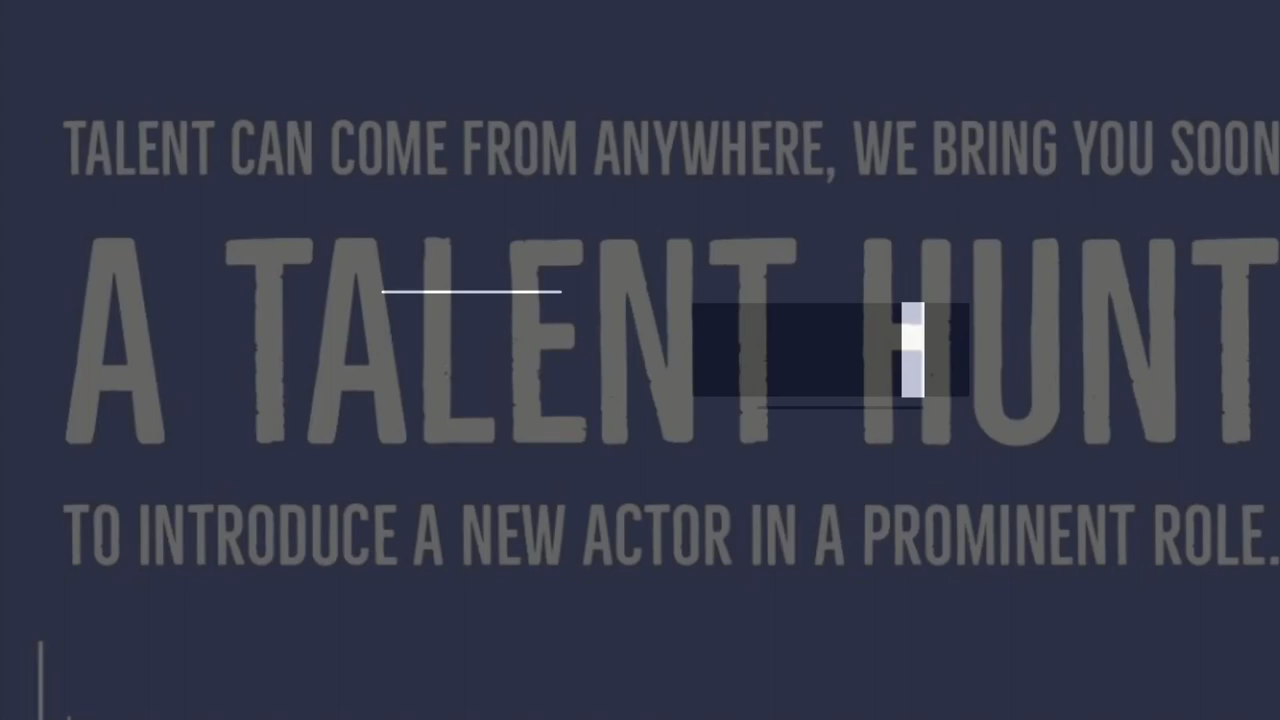 TALENT CAN COME FROM ANYWHERE, WE BRING YOU SOON
A TALENT HUNT
TO INTRODUCE A NEW ACTOR IN A PROMINENT ROLE.